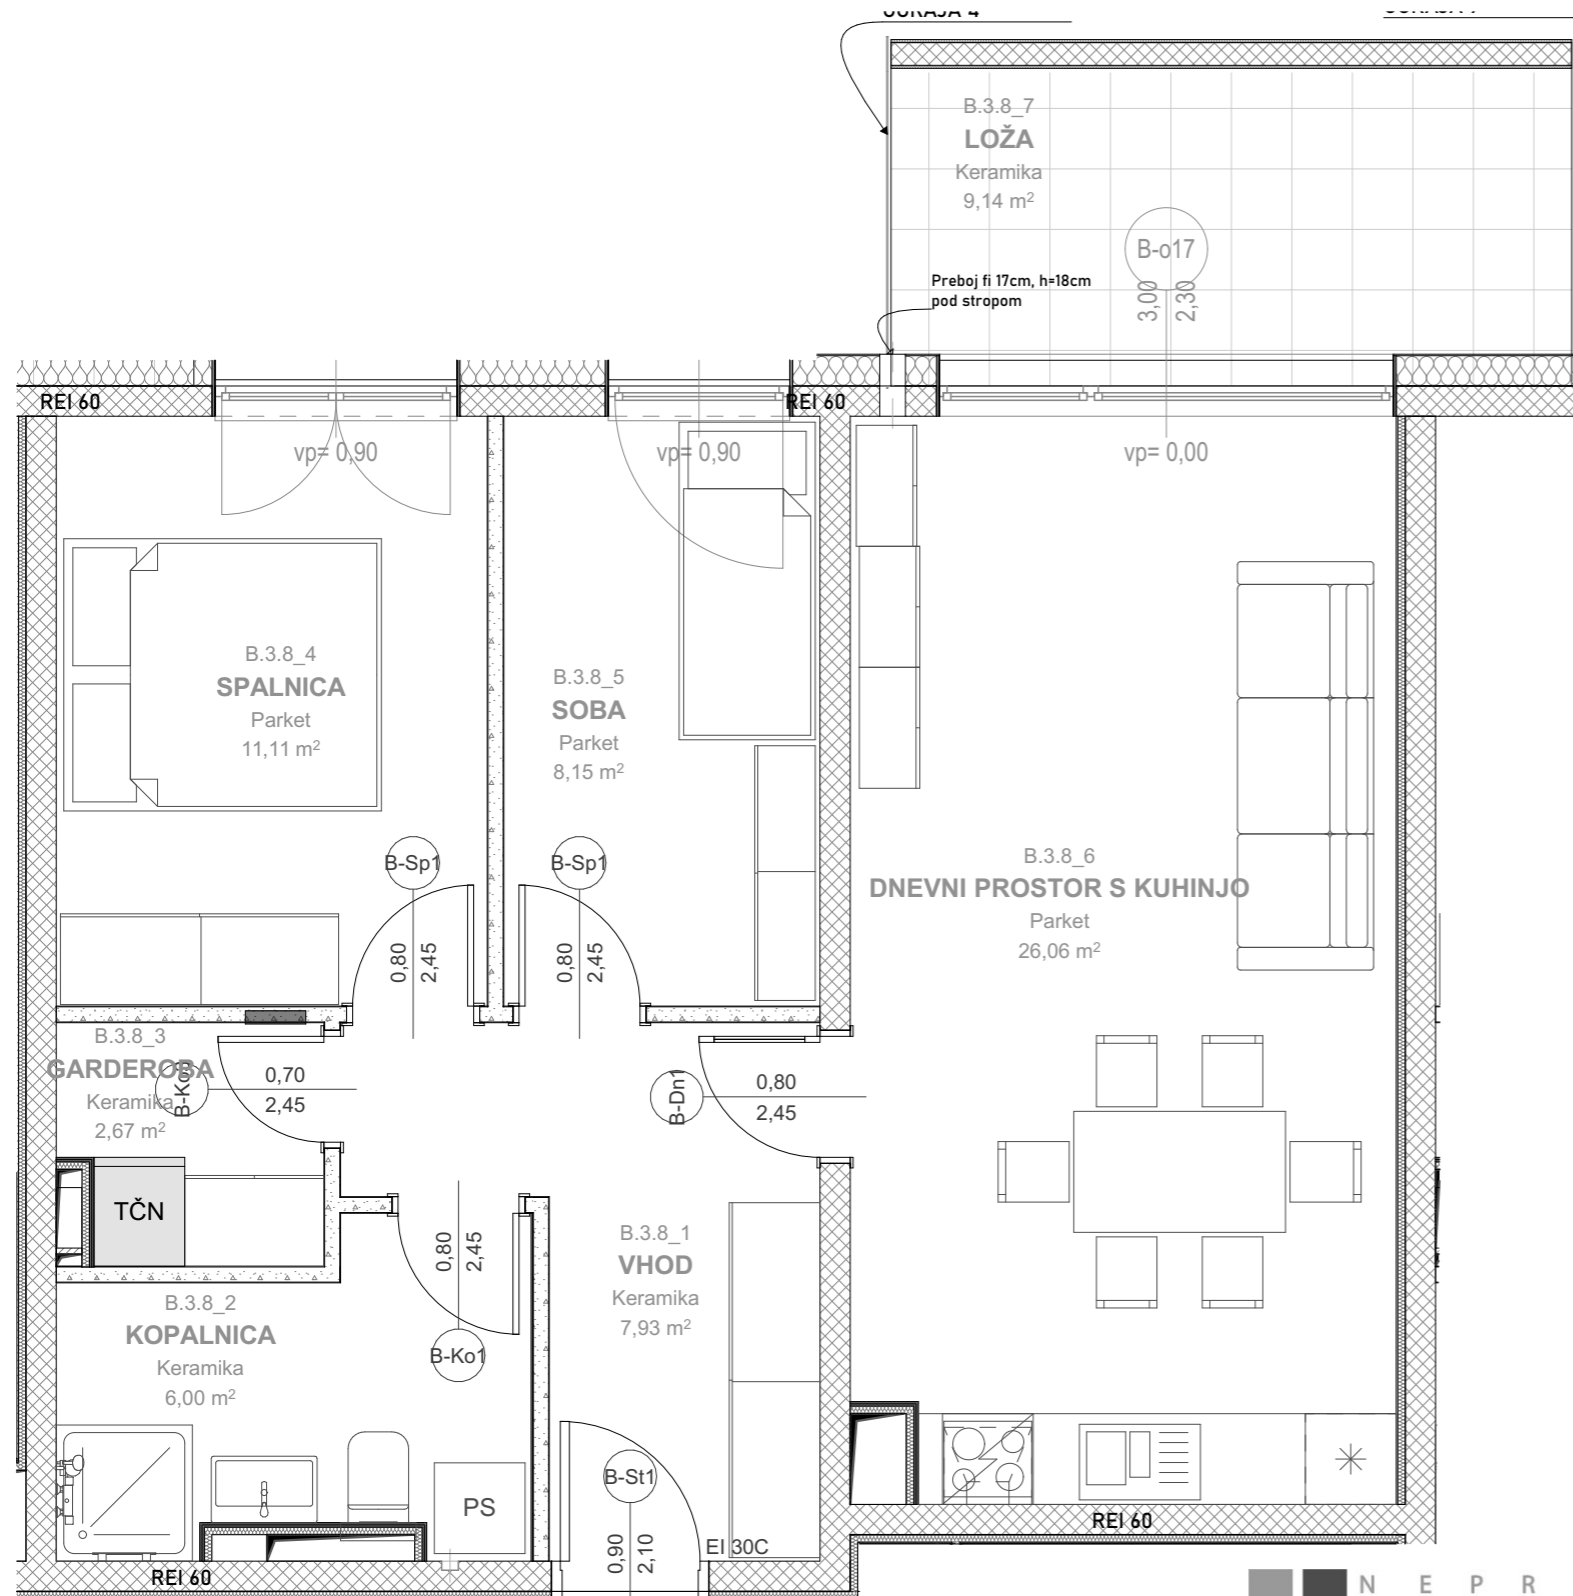 B.3.8_7
LOŽA
Keramika
9,14 m²
B-o17
3,00
2,30
Preboj fi 17cm, h=18cm
pod stropom
REI 60
REI 60
vp= 0,90
vp= 0,90
vp= 0,00
B.3.8_4
SPALNICA
Parket
11,11 m²
B.3.8_5
SOBA
Parket
8,15 m²
B-Sp1
0,80
2,45
B-Sp1
0,80
2,45
B.3.8_6
DNEVNI PROSTOR S KUHINJO
Parket
26,06 m²
B.3.8_3
GARDEROBA
Keramika
2,67 m²
0,70
2,45
B-Dn1
0,80
2,45
TČN
0,80
2,45
B-Ko1
B.3.8_1
VHOD
Keramika
7,93 m²
B.3.8_2
KOPALNICA
Keramika
6,00 m²
PS
B-St1
0,90
2,10
EI 30C
REI 60
REI 60
N E P R